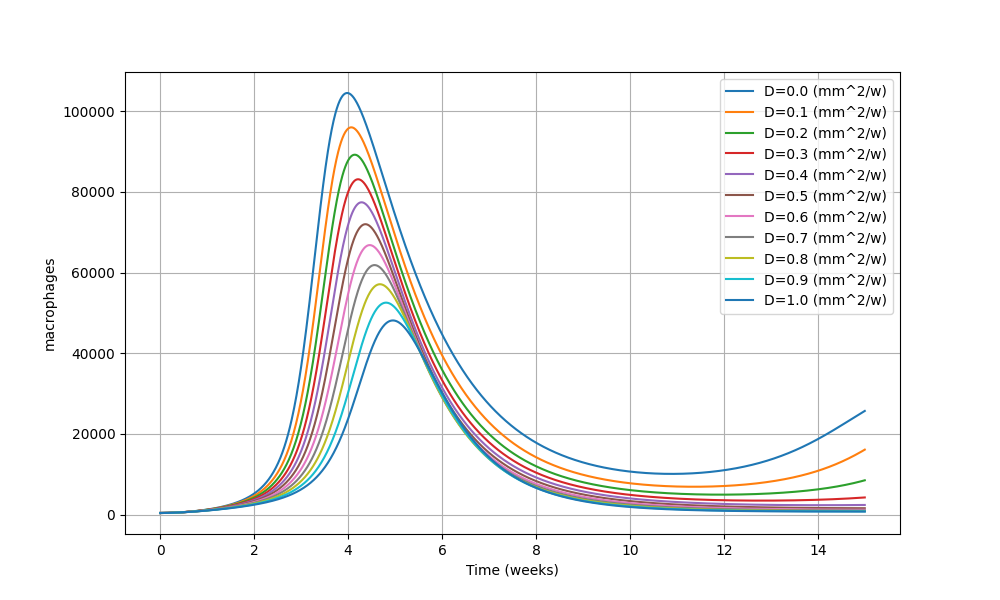 100000
80000
60000
40000
20000
0
macrophages
0 2 4 6 8 10 12 14
Time (weeks)
D=0.0 (mm^2/w)
D=0.1 (mm^2/w)
D=0.2 (mm^2/w)
D=0.3 (mm^2/w)
D=0.4 (mm^2/w)
D=0.5 (mm^2/w)
D=0.6 (mm^2/w)
D=0.7 (mm^2/w)
D=0.8 (mm^2/w)
D=0.9 (mm^2/w)
D=1.0 (mm^2/w)